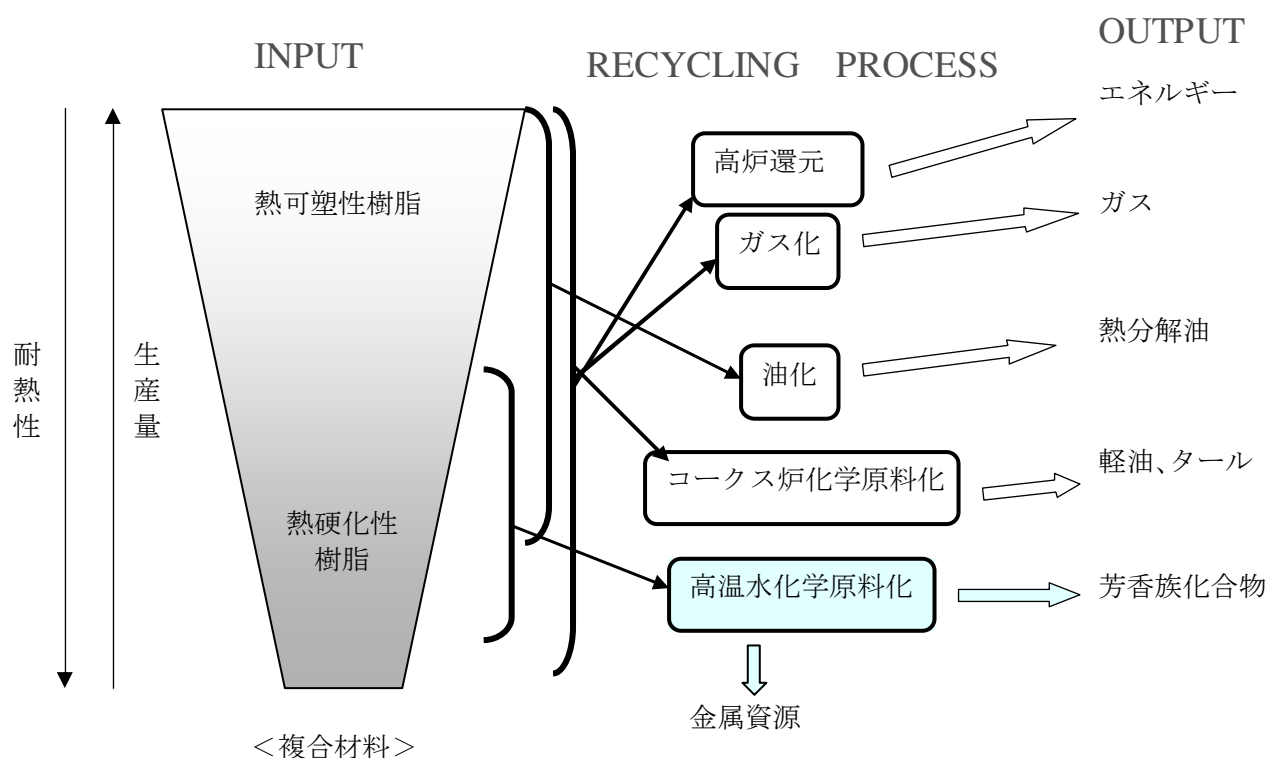 INPUT
RECYCLING PROCESS
OUTPUT
耐熱性
生産量
熱可塑性樹脂
熱硬化性
樹脂
<複合材料>
高炉還元
ガス化
油化
コークス炉化学原料化
高温水化学原料化
金属資源
エネルギー
ガス
熱分解油
軽油、タール
芳香族化合物